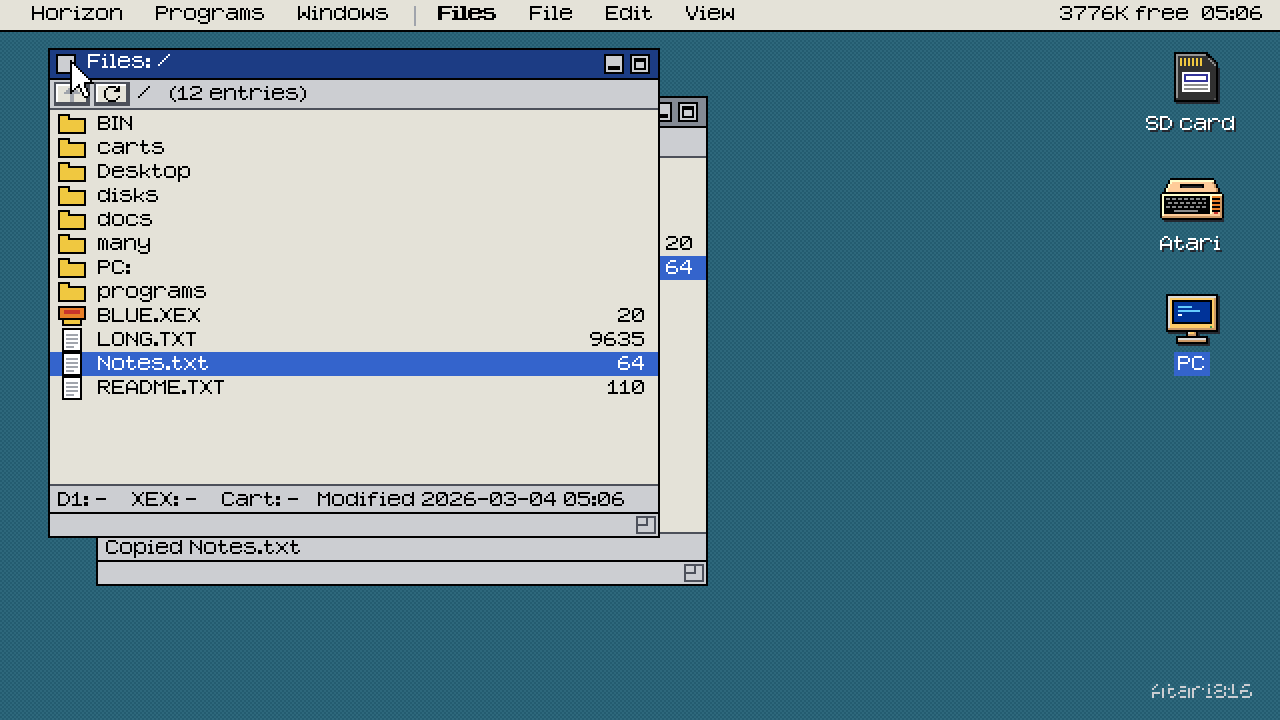 Horizon Programs Windows | Files File Edit View 3776K free 05:06
Files: /
/ (12 entries)
BIN
carts
Desktop
disks
docs
many
PC:
programs
BLUE.XEX 20
LONG.TXT 9635
Notes.txt 64
README.TXT 110
D1: - XEX: - Cart: - Modified 2026-03-04 05:06
20
64
Copied Notes.txt
SD card
Atari
PC
Atari816